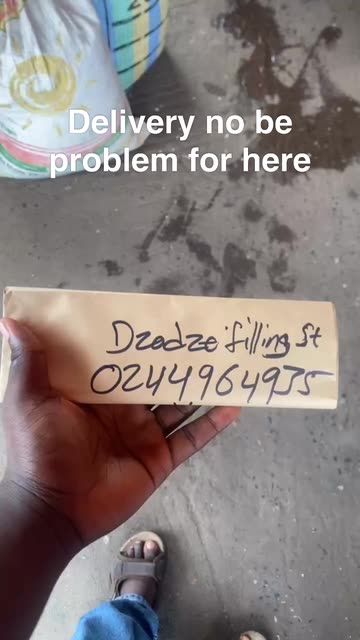 Delivery no be
problem for here
Dzodze filling St
0244964935